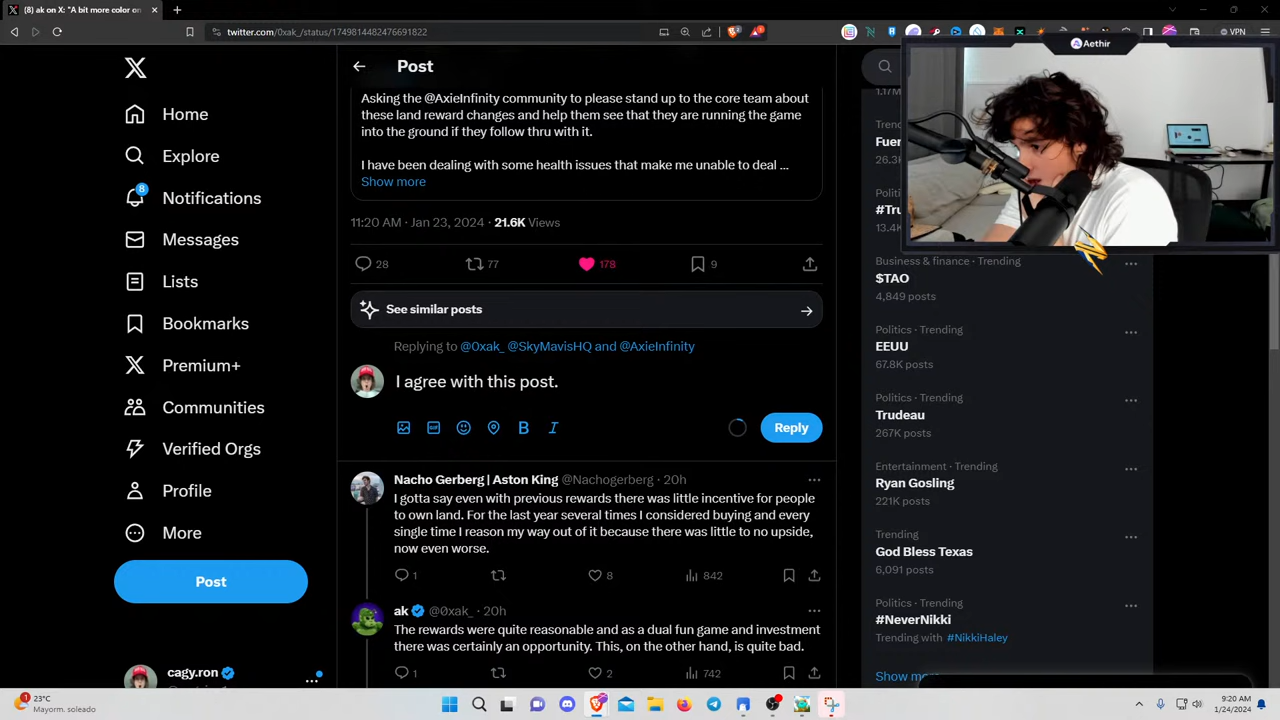 (8) ak on X: "A bit more color on
twitter.com/0xak_/status/1749814482476691822
VPN
Aethir
Home
Explore
8
Notifications
Messages
Lists
Bookmarks
Premium+
Communities
Verified Orgs
Profile
More
Post
cagy.ron
Post
Asking the @AxieInfinity community to please stand up to the core team about
these land reward changes and help them see that they are running the game
into the ground if they follow thru with it.
I have been dealing with some health issues that make me unable to deal ...
Show more
11:20 AM · Jan 23, 2024 · 21.6K Views
28 77 178 9
See similar posts
Replying to @0xak_ @SkyMavisHQ and @AxieInfinity
I agree with this post.
Reply
Nacho Gerberg | Aston King @Nachogerberg · 20h
I gotta say even with previous rewards there was little incentive for people
to own land. For the last year several times I considered buying and every
single time I reason my way out of it because there was little to no upside,
now even worse.
1 8 842
ak @0xak_ · 20h
The rewards were quite reasonable and as a dual fun game and investment
there was certainly an opportunity. This, on the other hand, is quite bad.
1 2 742
Business & finance · Trending
$TAO
4,849 posts
Politics · Trending
EEUU
67.8K posts
Politics · Trending
Trudeau
267K posts
Entertainment · Trending
Ryan Gosling
221K posts
Trending
God Bless Texas
6,091 posts
Politics · Trending
#NeverNikki
Trending with #NikkiHaley
23°C
Mayorm. soleado
9:20 AM
1/24/2024